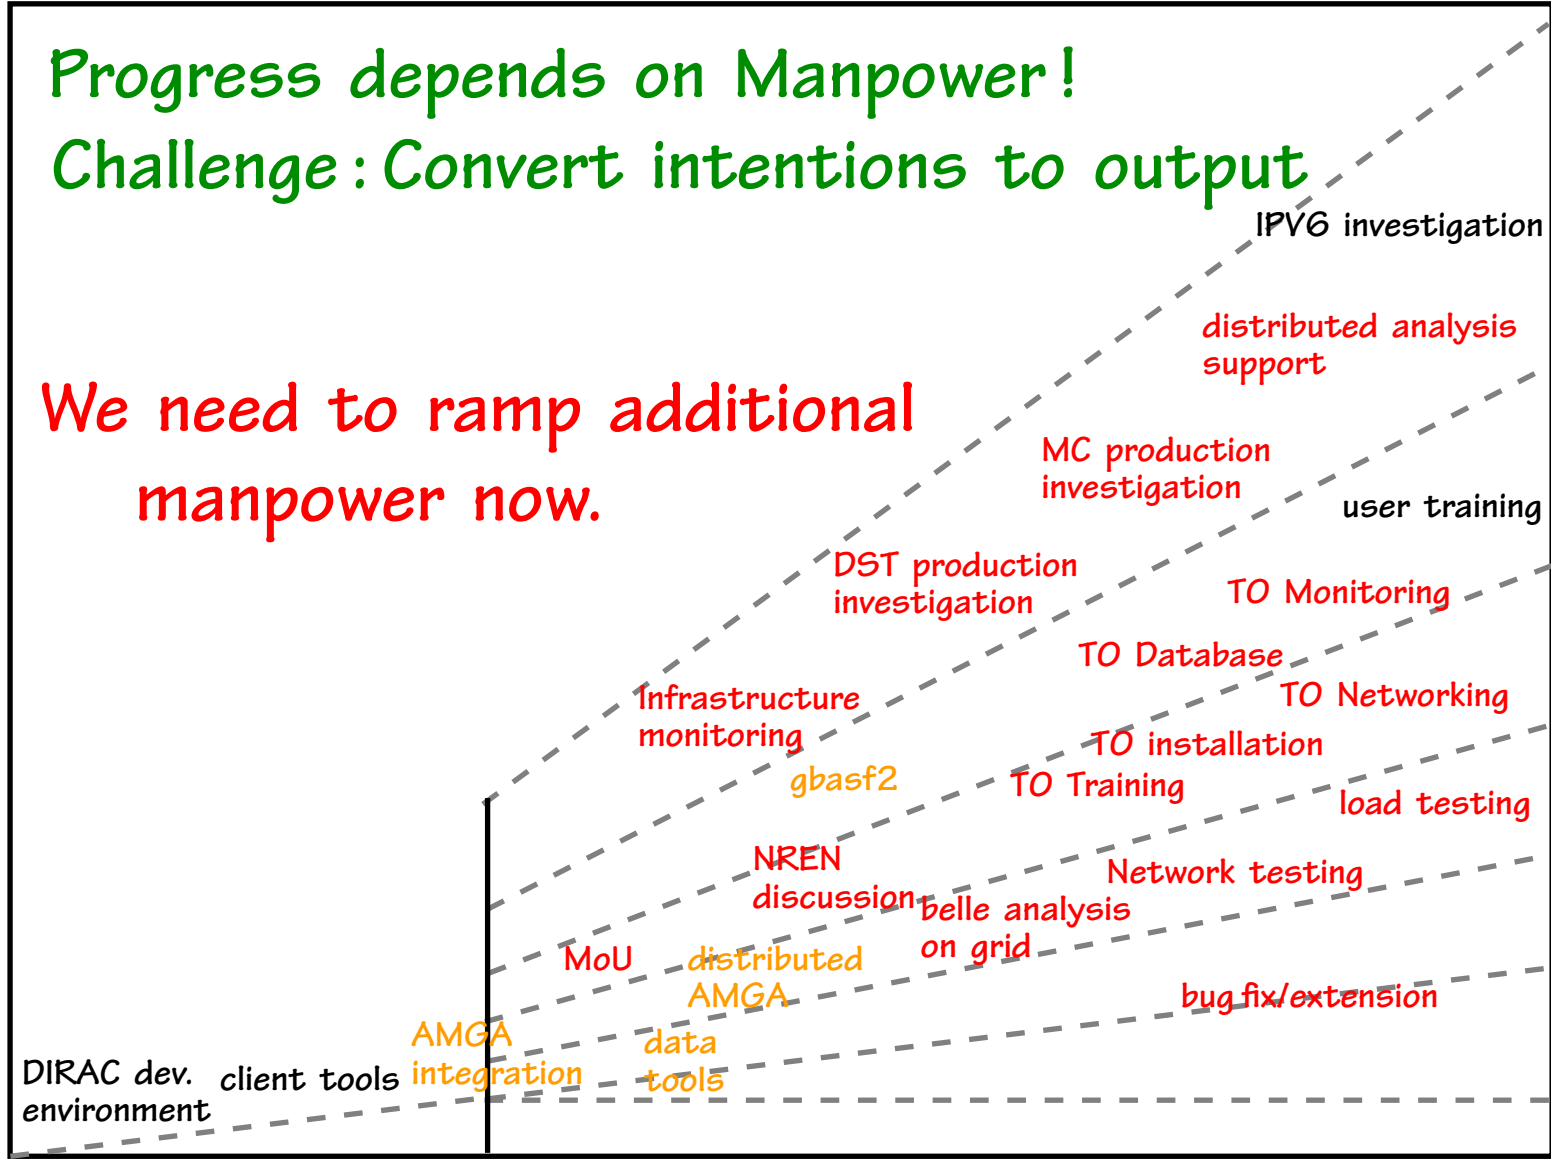 Progress depends on Manpower!
Challenge: Convert intentions to output
IPV6 investigation
distributed analysis
support
We need to ramp additional
manpower now.
MC production
investigation
user training
DST production
investigation
TO Monitoring
TO Database
TO Networking
Infrastructure
monitoring
TO installation
gbasf2
TO Training
load testing
NREN
discussion
Network testing
belle analysis
on grid
MoU
distributed
AMGA
bug fix/extension
AMGA
integration
data
tools
DIRAC dev.
environment
client tools